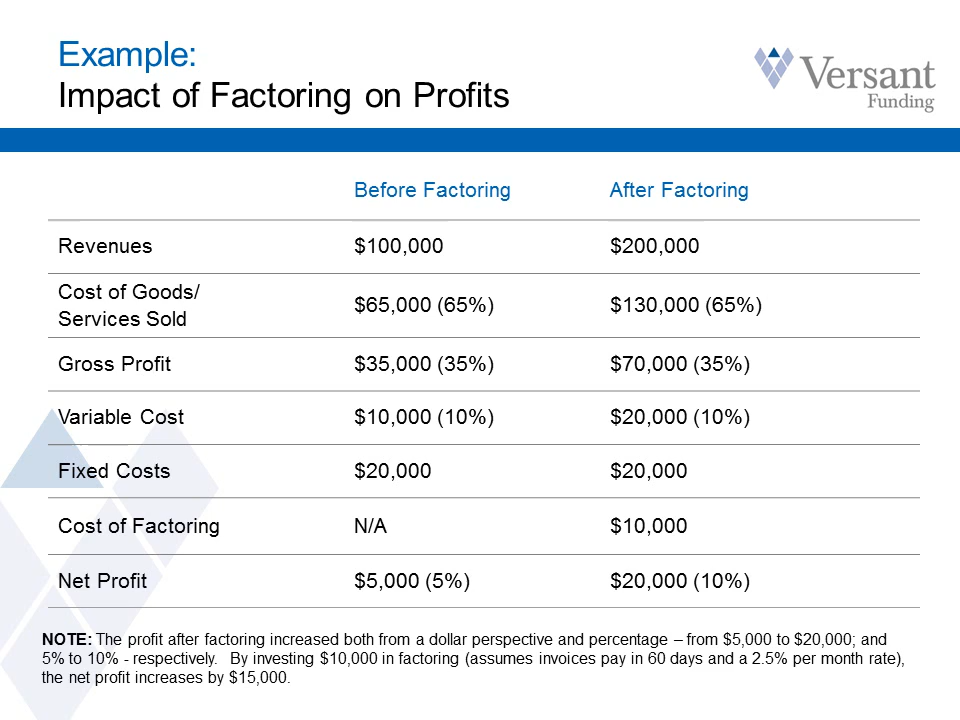 Example:
Impact of Factoring on Profits
Versant
Funding
Before Factoring After Factoring
Revenues $100,000 $200,000
Cost of Goods/
Services Sold $65,000 (65%) $130,000 (65%)
Gross Profit $35,000 (35%) $70,000 (35%)
Variable Cost $10,000 (10%) $20,000 (10%)
Fixed Costs $20,000 $20,000
Cost of Factoring N/A $10,000
Net Profit $5,000 (5%) $20,000 (10%)
NOTE: The profit after factoring increased both from a dollar perspective and percentage – from $5,000 to $20,000; and
5% to 10% - respectively. By investing $10,000 in factoring (assumes invoices pay in 60 days and a 2.5% per month rate),
the net profit increases by $15,000.